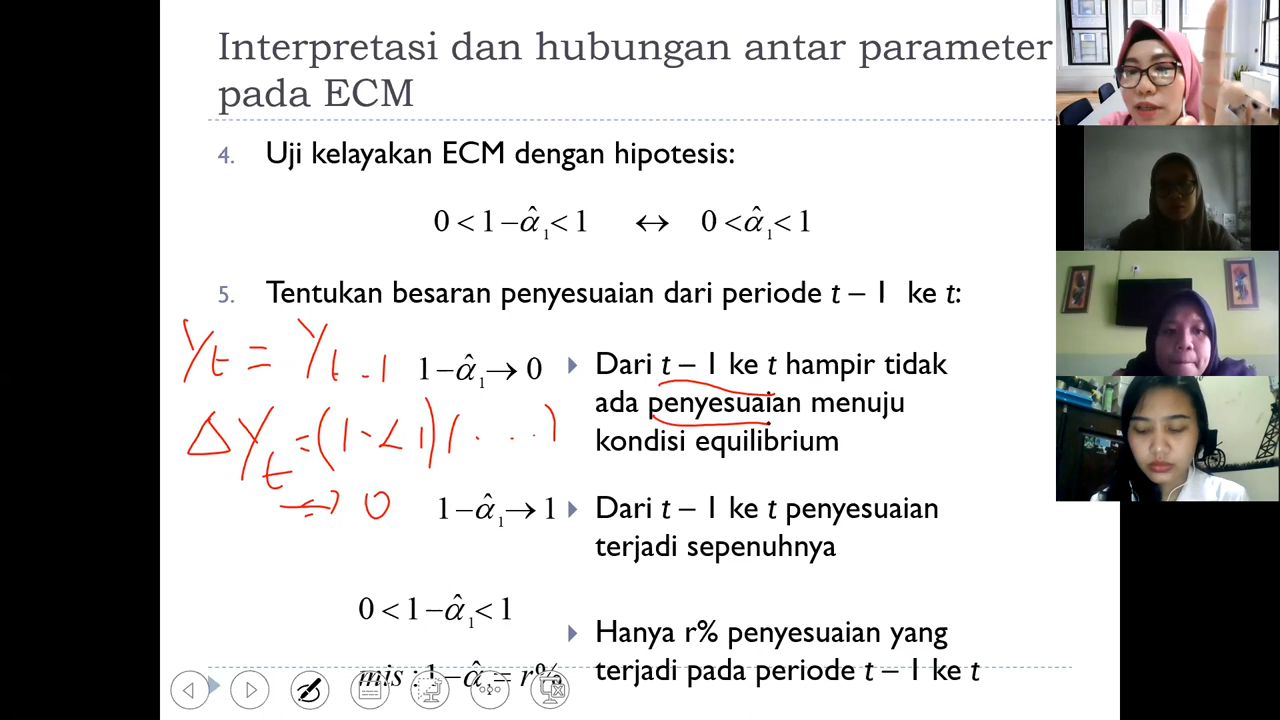 Interpretasi dan hubungan antar parameter
pada ECM
4. Uji kelayakan ECM dengan hipotesis:
0 < 1 − α̂₁ < 1 ↔ 0 < α̂₁ < 1
5. Tentukan besaran penyesuaian dari periode t – 1 ke t:
Yt = Yt-1
1 − α̂₁ → 0
Dari t – 1 ke t hampir tidak
ada penyesuaian menuju
kondisi equilibrium
ΔYt = (1-α1)(...)
→ 0
1 − α̂₁ → 1
Dari t – 1 ke t penyesuaian
terjadi sepenuhnya
0 < 1 − α̂₁ < 1
Hanya r% penyesuaian yang
terjadi pada periode t – 1 ke t
mis : 1 − α̂₁ = r%